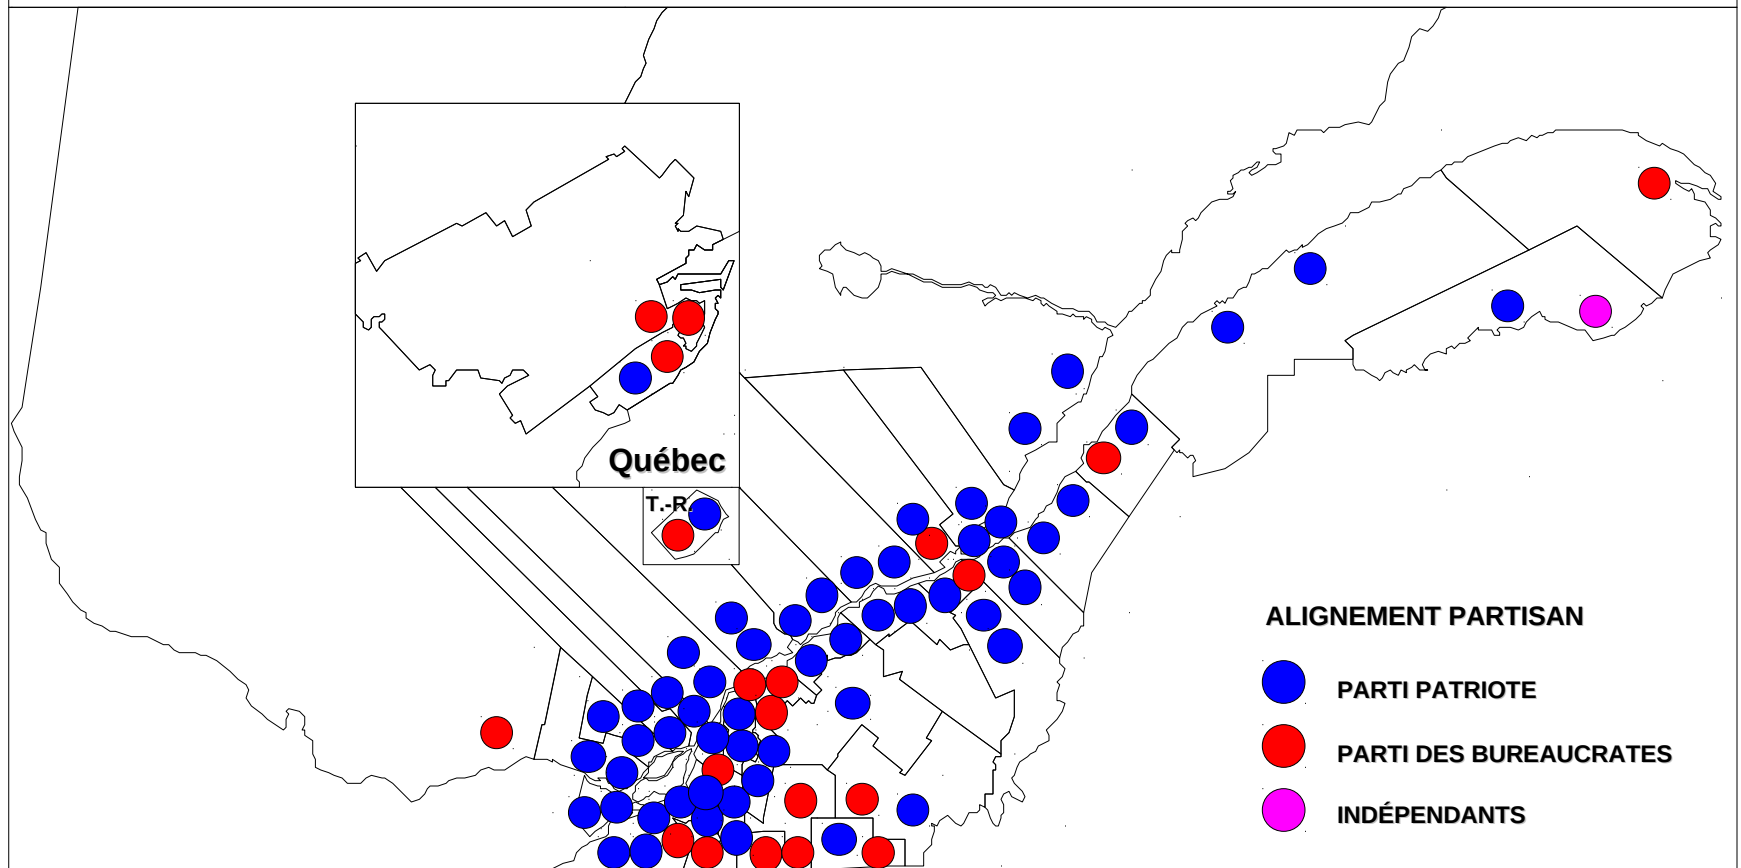 Québec
T.-R.
ALIGNEMENT PARTISAN
PARTI PATRIOTE
PARTI DES BUREAUCRATES
INDÉPENDANTS